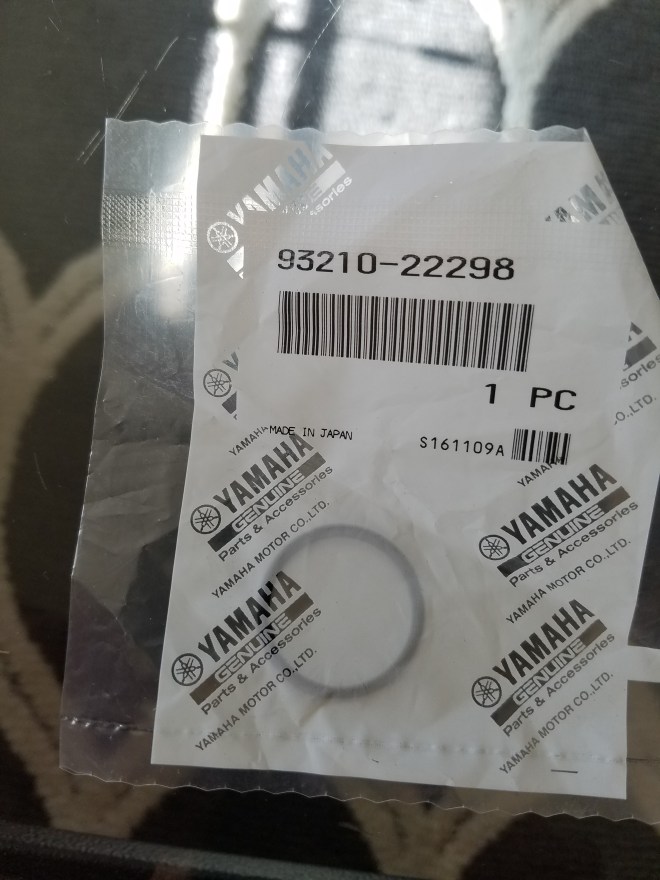 YAMAHA
YAMAHA
93210-22298
1 PC
MADE IN JAPAN
S161109A
YAMAHA
GENUINE
Parts & Accessories
YAMAHA MOTOR CO.,LTD.
YAMAHA
GENUINE
Parts & Accessories
YAMAHA MOTOR CO.,LTD.
YAMAHA
GENUINE
Parts & Accessories
YAMAHA MOTOR CO.,LTD.
YAMAHA
GENUINE
Parts & Accessories
YAMAHA MOTOR CO.,LTD.